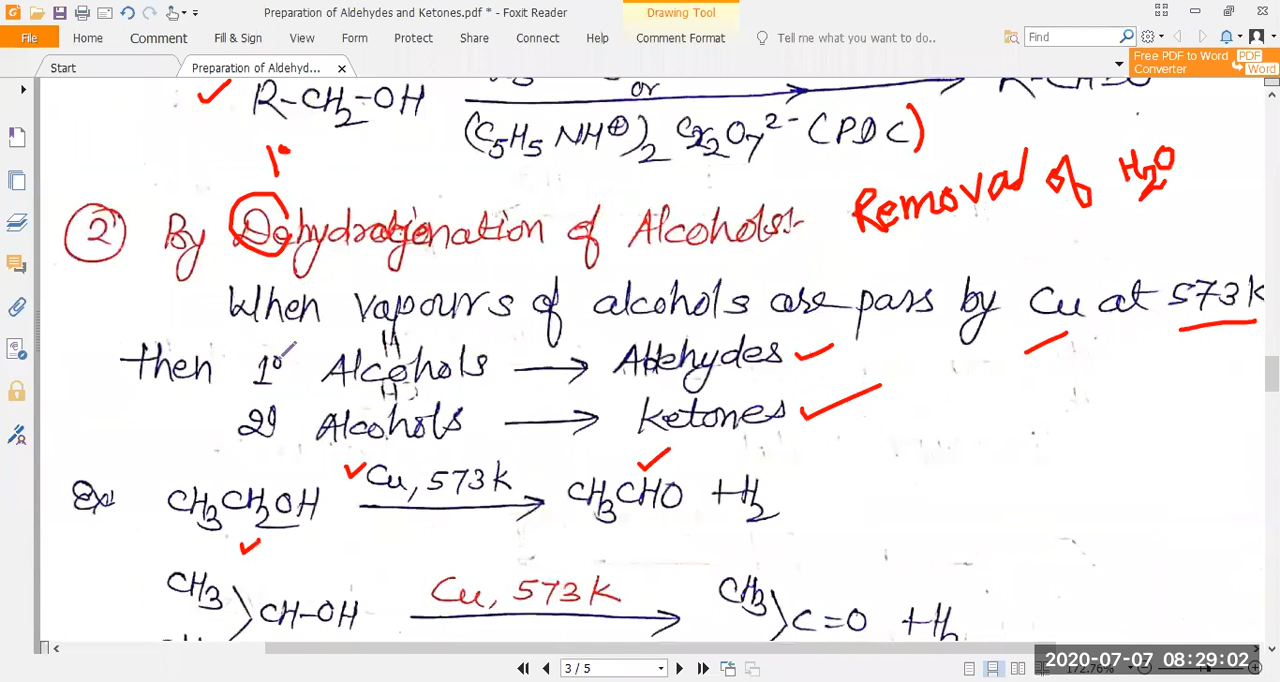 Preparation of Aldehydes and Ketones.pdf * - Foxit Reader
Drawing Tool
File Home Comment Fill & Sign View Form Protect Share Connect Help Comment Format Tell me what you want to do.. Find
Free PDF to Word Converter
PDF Word
Start Preparation of Aldehyd...
R-CH2-OH
or
(C5H5 NH⊕)2 Cr2O7 2- (PDC)
1°
Removal of H2O
(2) By Dehydrogenation of Alcohols:-
When vapours of alcohols are pass by Cu at 573K
then 1° Alcohols → Aldehydes
2° Alcohols → Ketones
Ex: CH3CH2OH Cu, 573K → CH3CHO + H2
CH3 CH-OH Cu, 573K → CH3 C=O + H2
3 / 5
2020-07-07 08:29:02